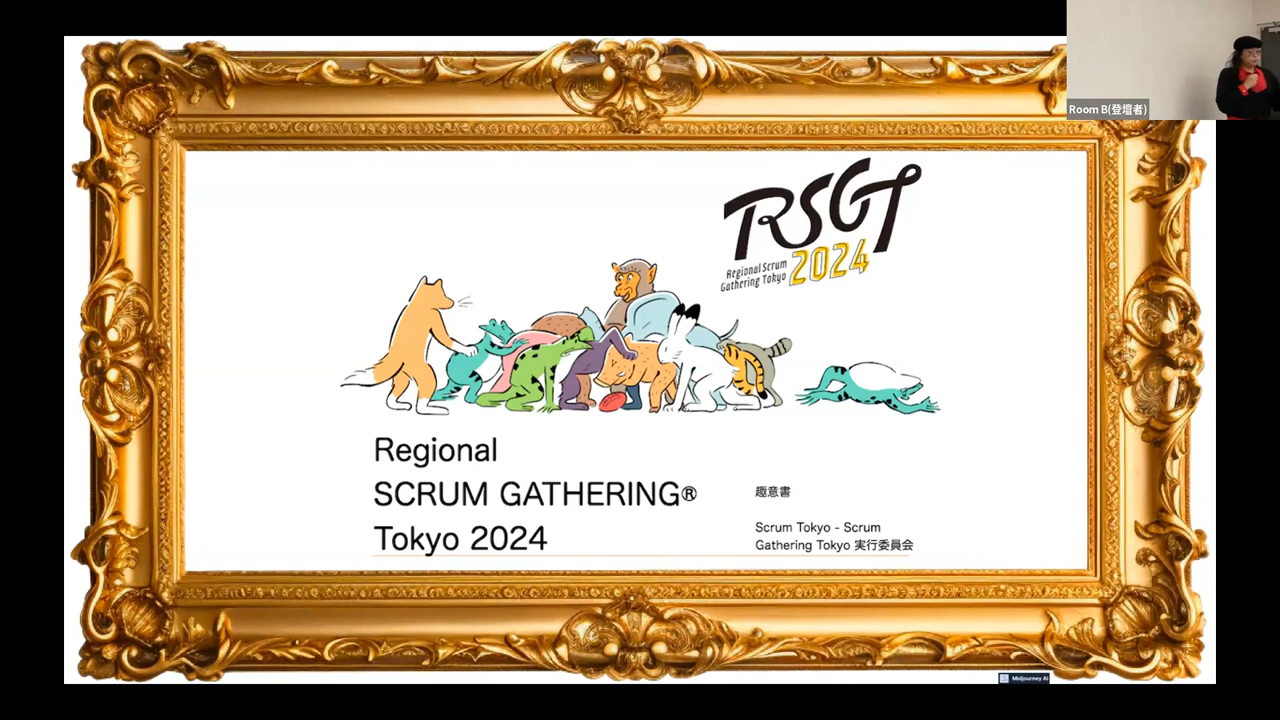 Room B(登壇者)
RSGT
2024
Regional Scrum
Gathering Tokyo
Regional
SCRUM GATHERING®
Tokyo 2024
趣意書
Scrum Tokyo - Scrum
Gathering Tokyo 実行委員会
Midjourney AI